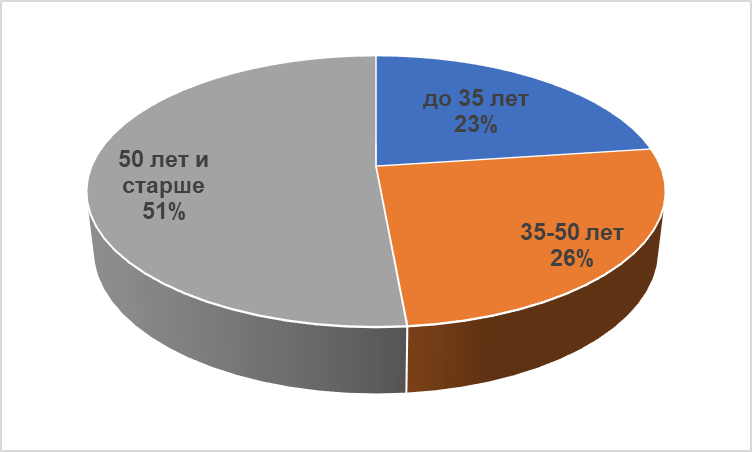 до 35 лет
23%
50 лет и
старше
51%
35-50 лет
26%